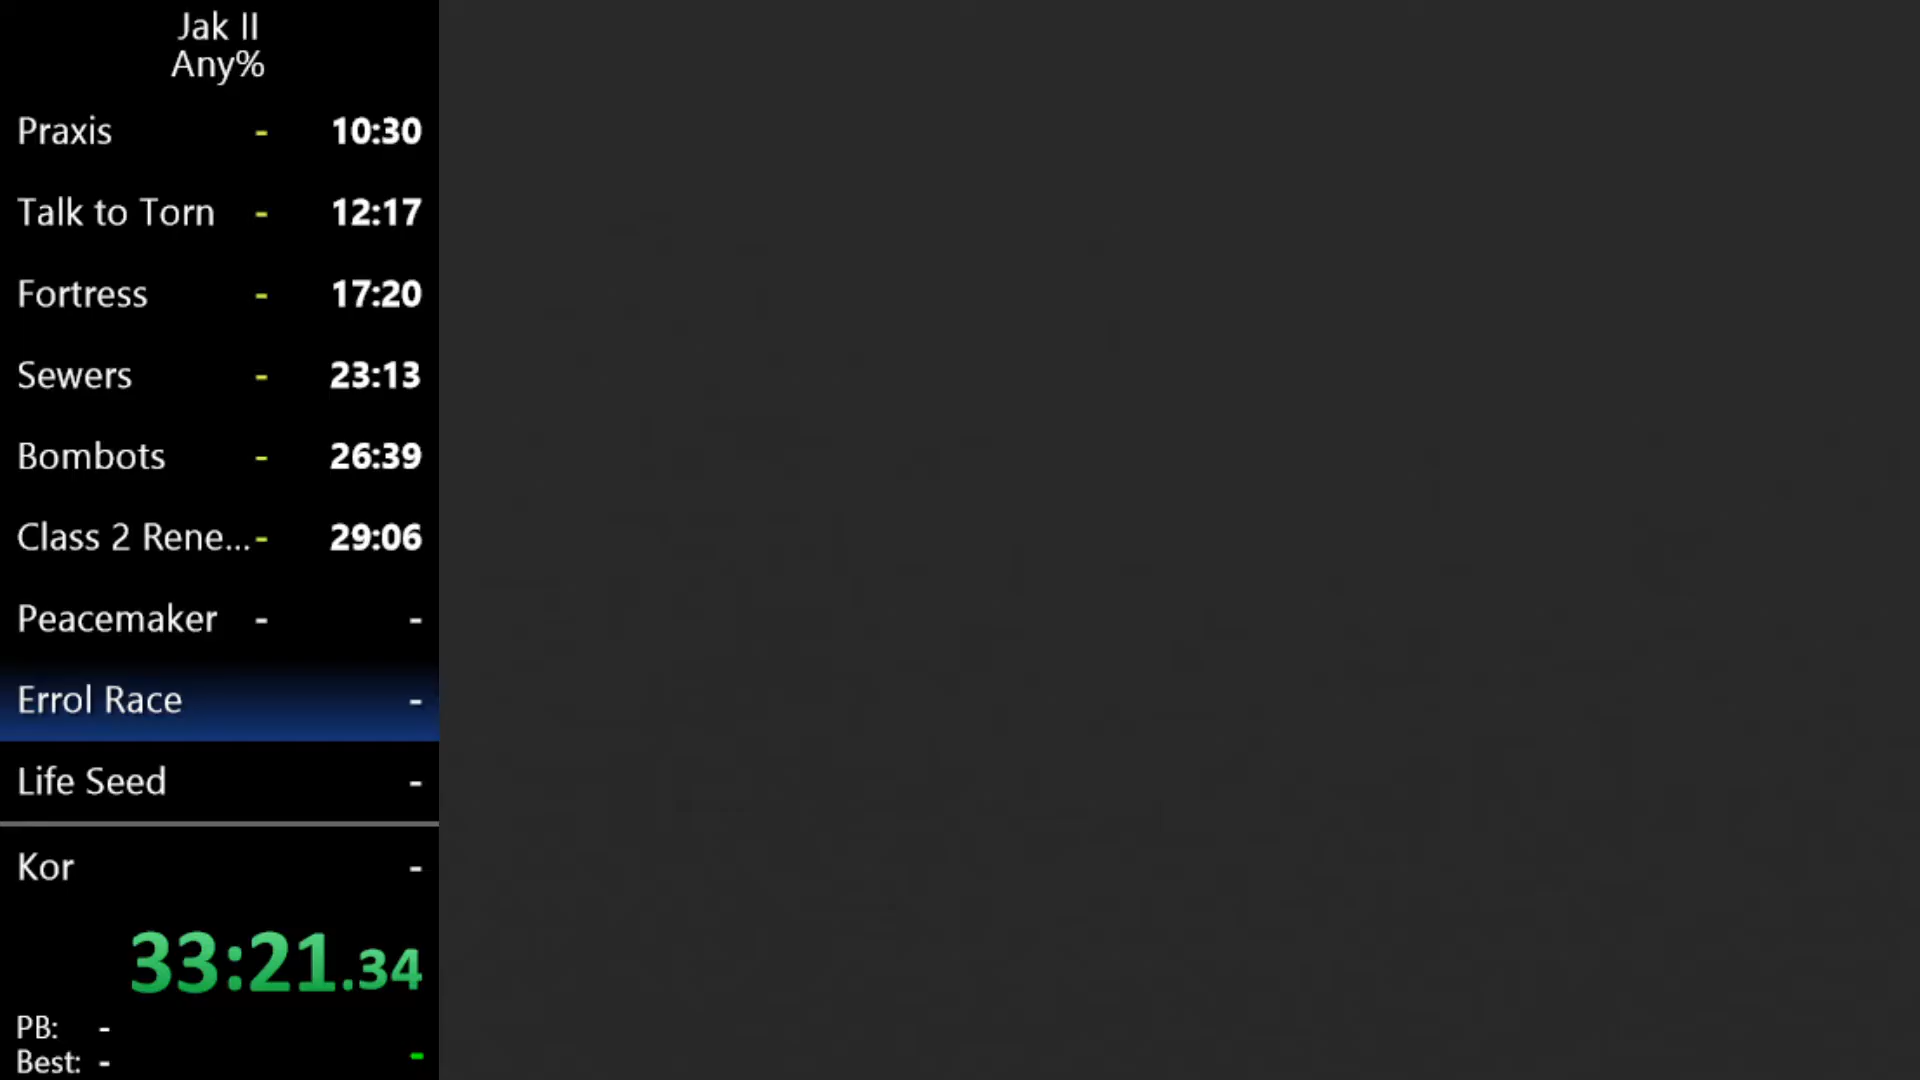 Jak II
Any%
Praxis - 10:30
Talk to Torn - 12:17
Fortress - 17:20
Sewers - 23:13
Bombots - 26:39
Class 2 Rene... - 29:06
Peacemaker - -
Errol Race -
Life Seed -
Kor -
33:21.34
PB: -
Best: - -